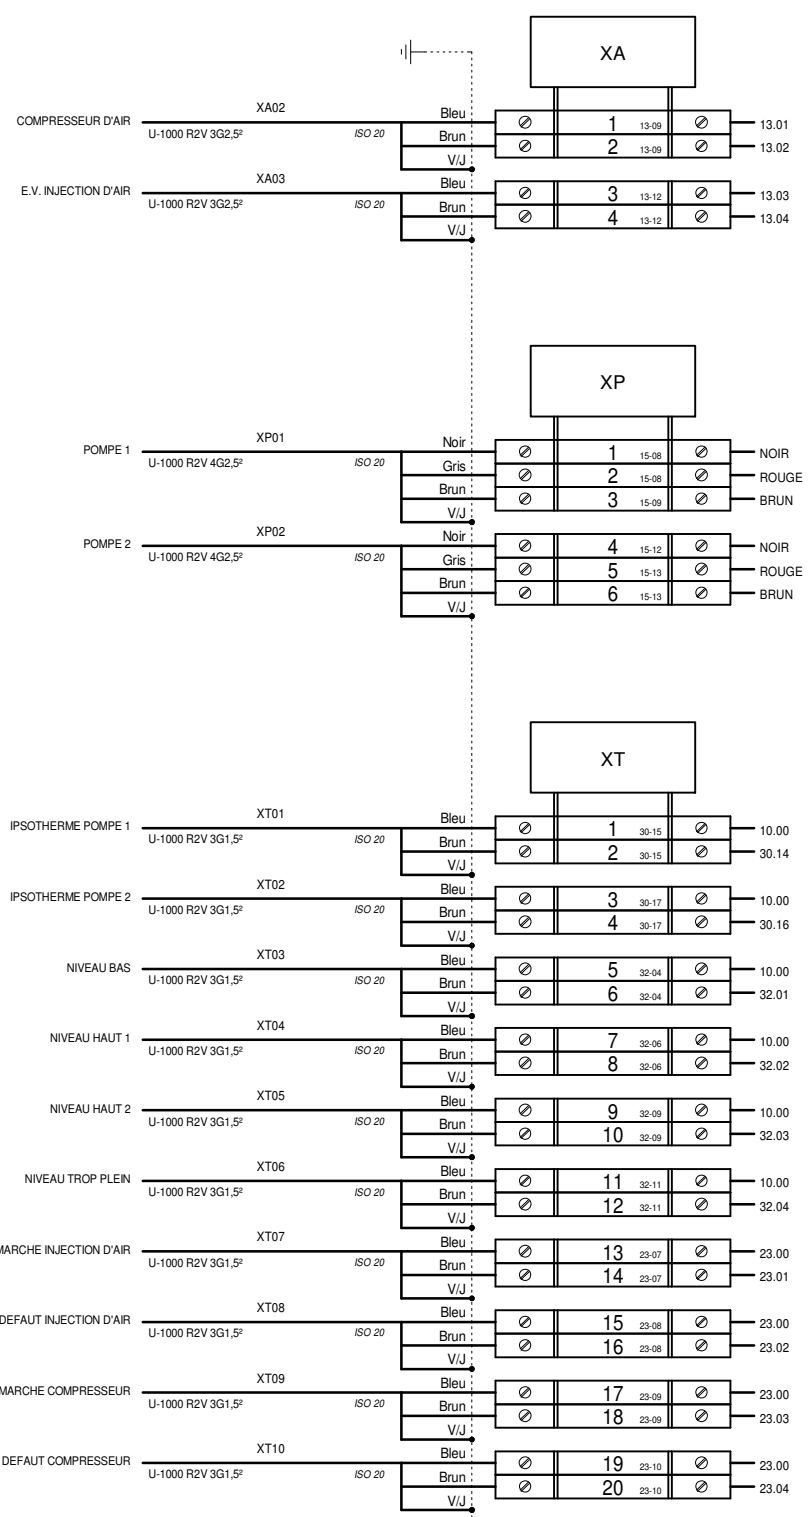 XA
XA02
COMPRESSEUR D'AIR
Bleu 1 13-09 13.01
U-1000 R2V 3G2,5² ISO 20
Brun 2 13-09 13.02
V/J
XA03
E.V. INJECTION D'AIR
Bleu 3 13-12 13.03
U-1000 R2V 3G2,5² ISO 20
Brun 4 13-12 13.04
V/J
XP
XP01
POMPE 1
Noir 1 15-08 NOIR
U-1000 R2V 4G2,5² ISO 20
Gris 2 15-08 ROUGE
Brun 3 15-09 BRUN
V/J
XP02
POMPE 2
Noir 4 15-12 NOIR
U-1000 R2V 4G2,5² ISO 20
Gris 5 15-13 ROUGE
Brun 6 15-13 BRUN
V/J
XT
XT01
IPSOTHERME POMPE 1
Bleu 1 30-15 10.00
U-1000 R2V 3G1,5² ISO 20
Brun 2 30-15 30.14
V/J
XT02
IPSOTHERME POMPE 2
Bleu 3 30-17 10.00
U-1000 R2V 3G1,5² ISO 20
Brun 4 30-17 30.16
V/J
XT03
NIVEAU BAS
Bleu 5 32-04 10.00
U-1000 R2V 3G1,5² ISO 20
Brun 6 32-04 32.01
V/J
XT04
NIVEAU HAUT 1
Bleu 7 32-06 10.00
U-1000 R2V 3G1,5² ISO 20
Brun 8 32-06 32.02
V/J
XT05
NIVEAU HAUT 2
Bleu 9 32-09 10.00
U-1000 R2V 3G1,5² ISO 20
Brun 10 32-09 32.03
V/J
XT06
NIVEAU TROP PLEIN
Bleu 11 32-11 10.00
U-1000 R2V 3G1,5² ISO 20
Brun 12 32-11 32.04
V/J
XT07
MARCHE INJECTION D'AIR
Bleu 13 23-07 23.00
U-1000 R2V 3G1,5² ISO 20
Brun 14 23-07 23.01
V/J
XT08
DEFAUT INJECTION D'AIR
Bleu 15 23-08 23.00
U-1000 R2V 3G1,5² ISO 20
Brun 16 23-08 23.02
V/J
XT09
MARCHE COMPRESSEUR
Bleu 17 23-09 23.00
U-1000 R2V 3G1,5² ISO 20
Brun 18 23-09 23.03
V/J
XT10
DEFAUT COMPRESSEUR
Bleu 19 23-10 23.00
U-1000 R2V 3G1,5² ISO 20
Brun 20 23-10 23.04
V/J